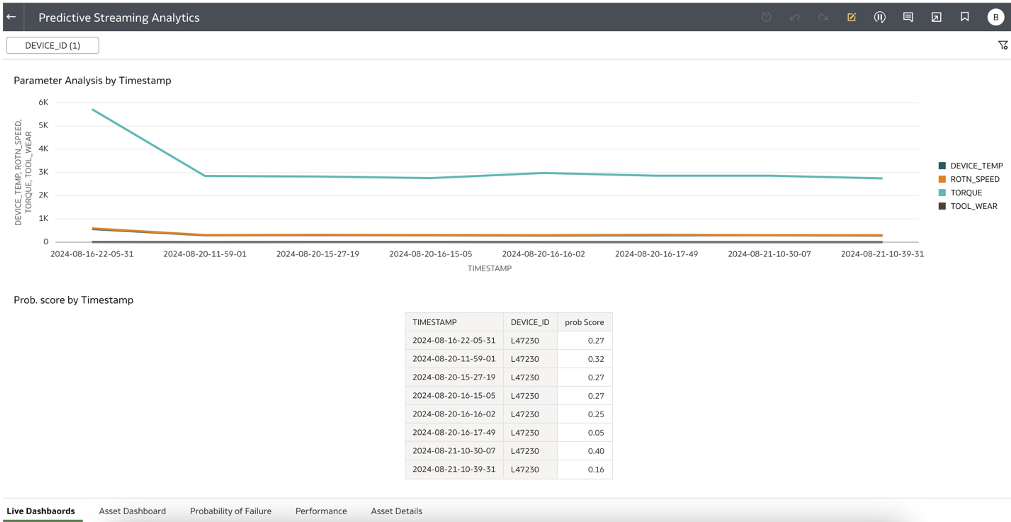 Predictive Streaming Analytics
B
DEVICE_ID (1)
Parameter Analysis by Timestamp
DEVICE_TEMP, ROTN_SPEED,
TORQUE, TOOL_WEAR
6K
5K
4K
3K
2K
1K
0
2024-08-16-22-05-31 2024-08-20-11-59-01 2024-08-20-15-27-19 2024-08-20-16-15-05 2024-08-20-16-16-02 2024-08-20-16-17-49 2024-08-21-10-30-07 2024-08-21-10-39-31
TIMESTAMP
DEVICE_TEMP
ROTN_SPEED
TORQUE
TOOL_WEAR
Prob. score by Timestamp
TIMESTAMP DEVICE_ID prob Score
2024-08-16-22-05-31 L47230 0.27
2024-08-20-11-59-01 L47230 0.32
2024-08-20-15-27-19 L47230 0.27
2024-08-20-16-15-05 L47230 0.27
2024-08-20-16-16-02 L47230 0.25
2024-08-20-16-17-49 L47230 0.05
2024-08-21-10-30-07 L47230 0.40
2024-08-21-10-39-31 L47230 0.16
Live Dashbaords Asset Dashboard Probability of Failure Performance Asset Details